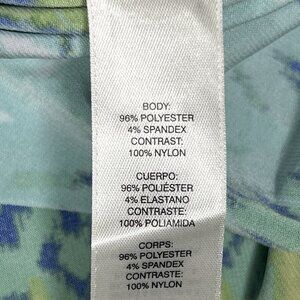 BODY:
96% POLYESTER
4% SPANDEX
CONTRAST:
100% NYLON
CUERPO:
96% POLIÉSTER
4% ELASTANO
CONTRASTE:
100% POLIAMIDA
CORPS:
96% POLYESTER
4% SPANDEX
CONTRASTE:
100% NYLON